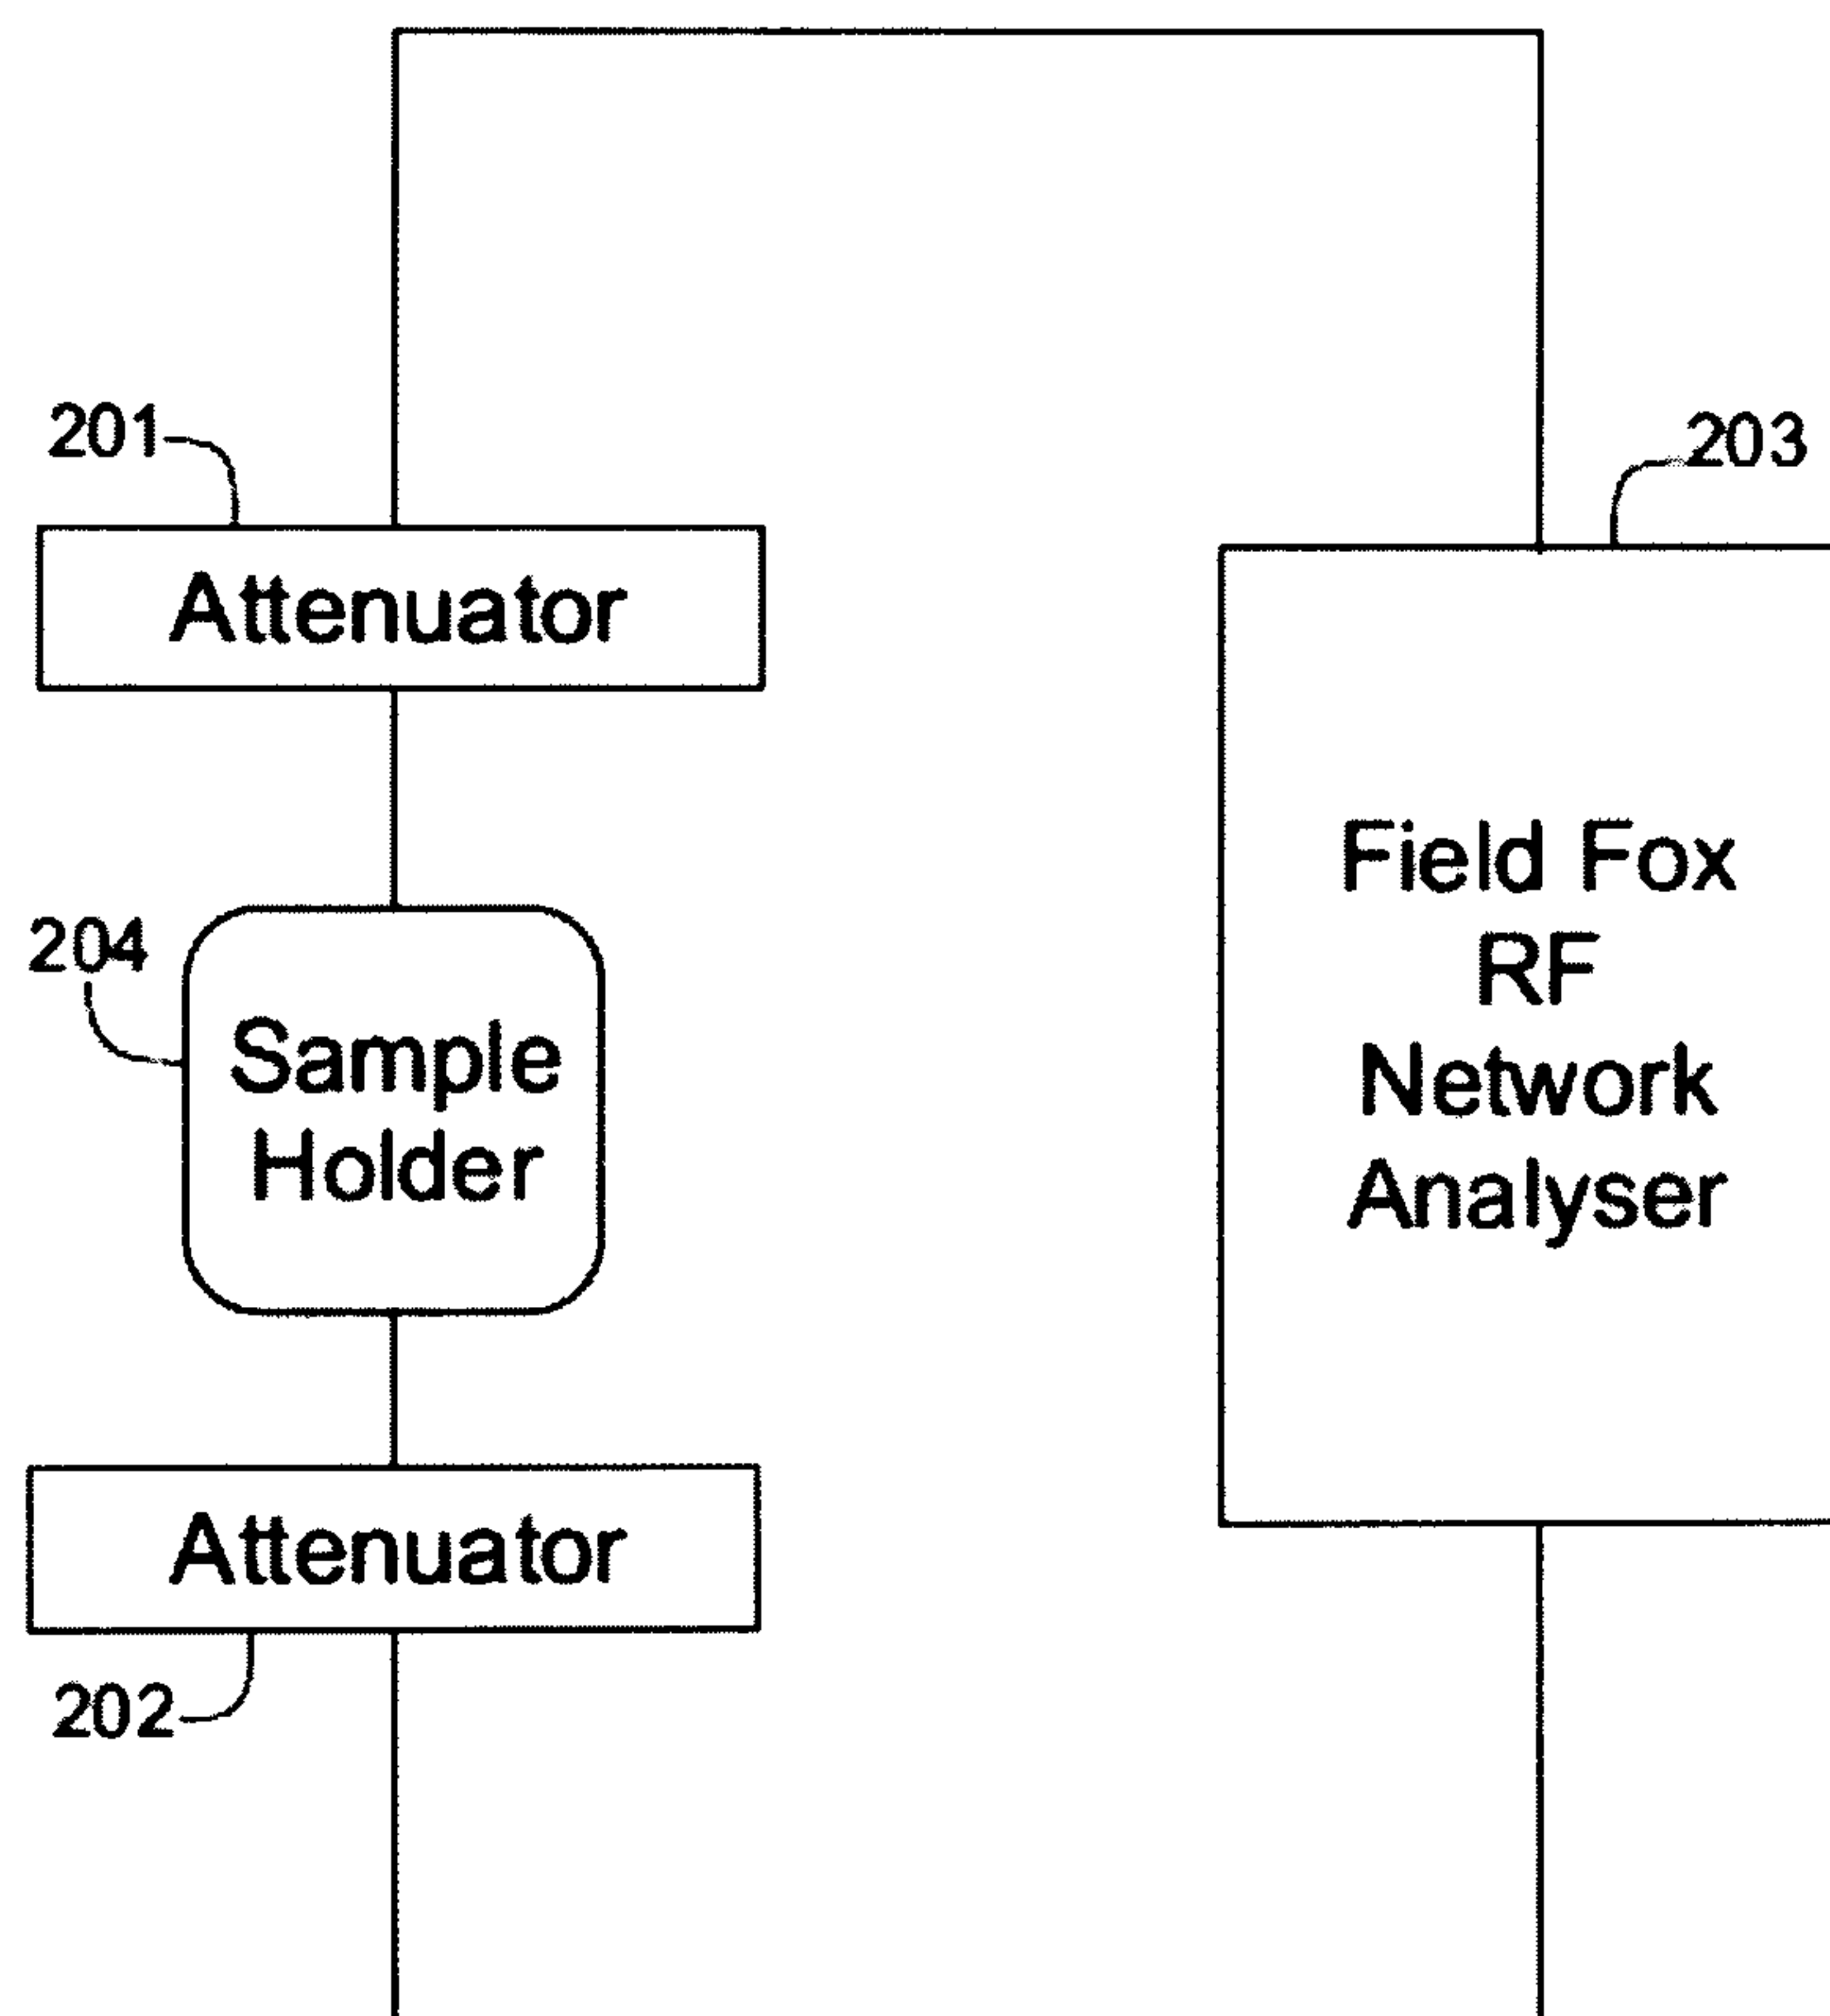 201
203
Attenuator
204
Sample
Holder
Field Fox
RF
Network
Analyser
Attenuator
202